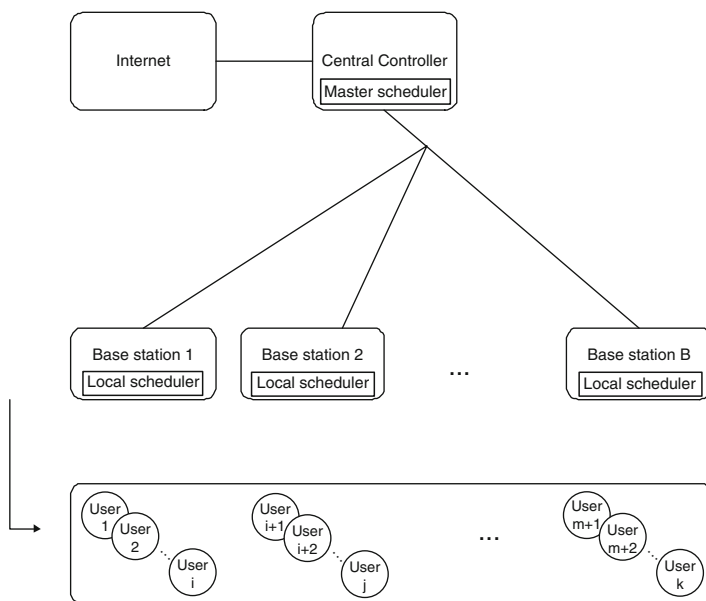 Internet
Central Controller
Master scheduler
Base station 1
Local scheduler
Base station 2
Local scheduler
...
Base station B
Local scheduler
User
1
User
2
User
i
User
i+1
User
i+2
User
j
...
User
m+1
User
m+2
User
k